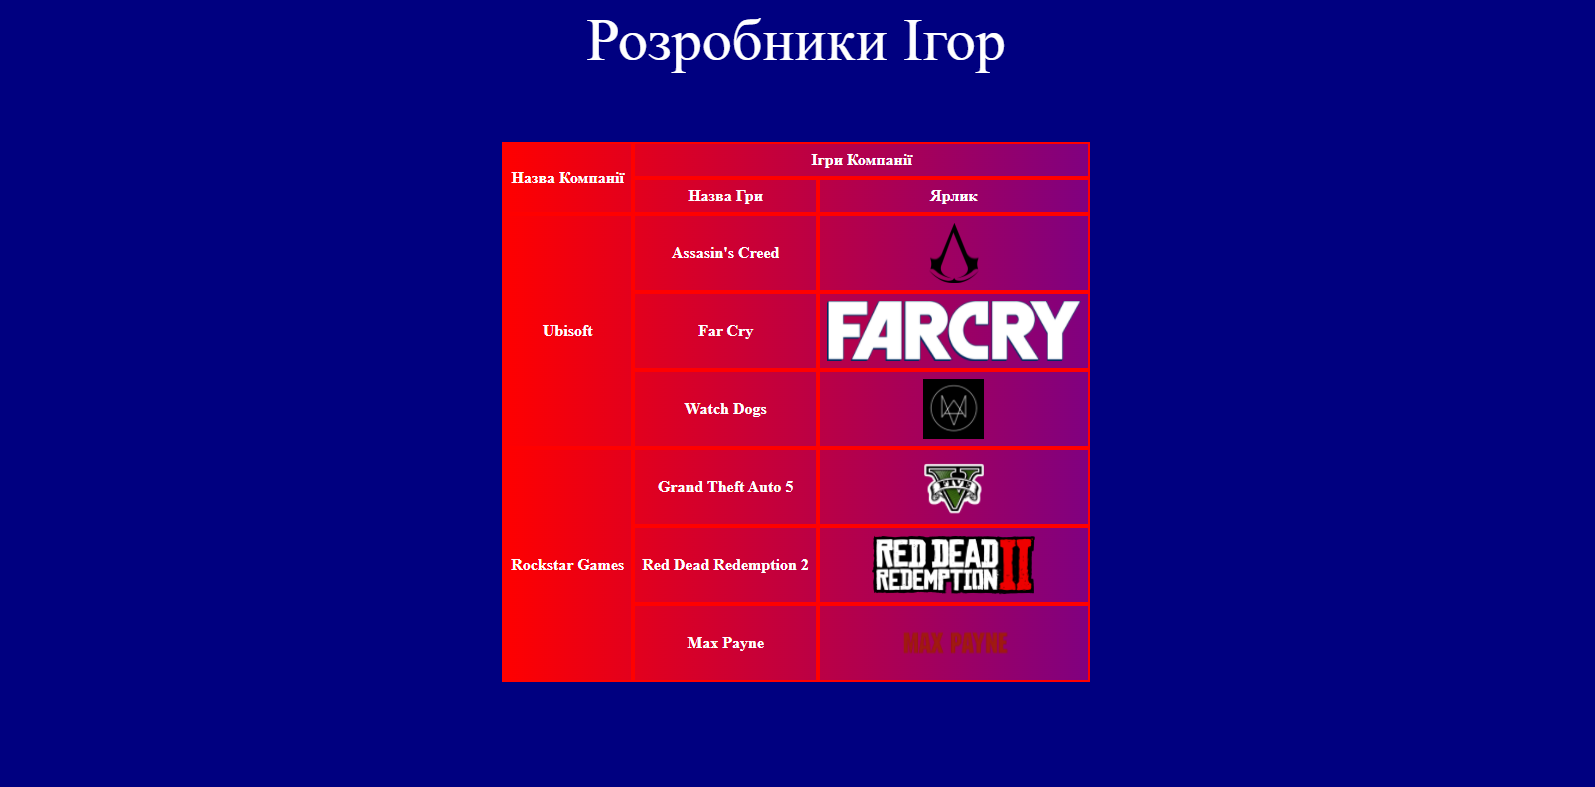 Розробники Ігор
Назва Компанії
Ігри Компанії
Назва Гри
Ярлик
Ubisoft
Assasin's Creed
Far Cry
FARCRY
Watch Dogs
Rockstar Games
Grand Theft Auto 5
V
FIVE
Red Dead Redemption 2
RED DEAD
REDEMPTION II
Max Payne
MAX PAYNE